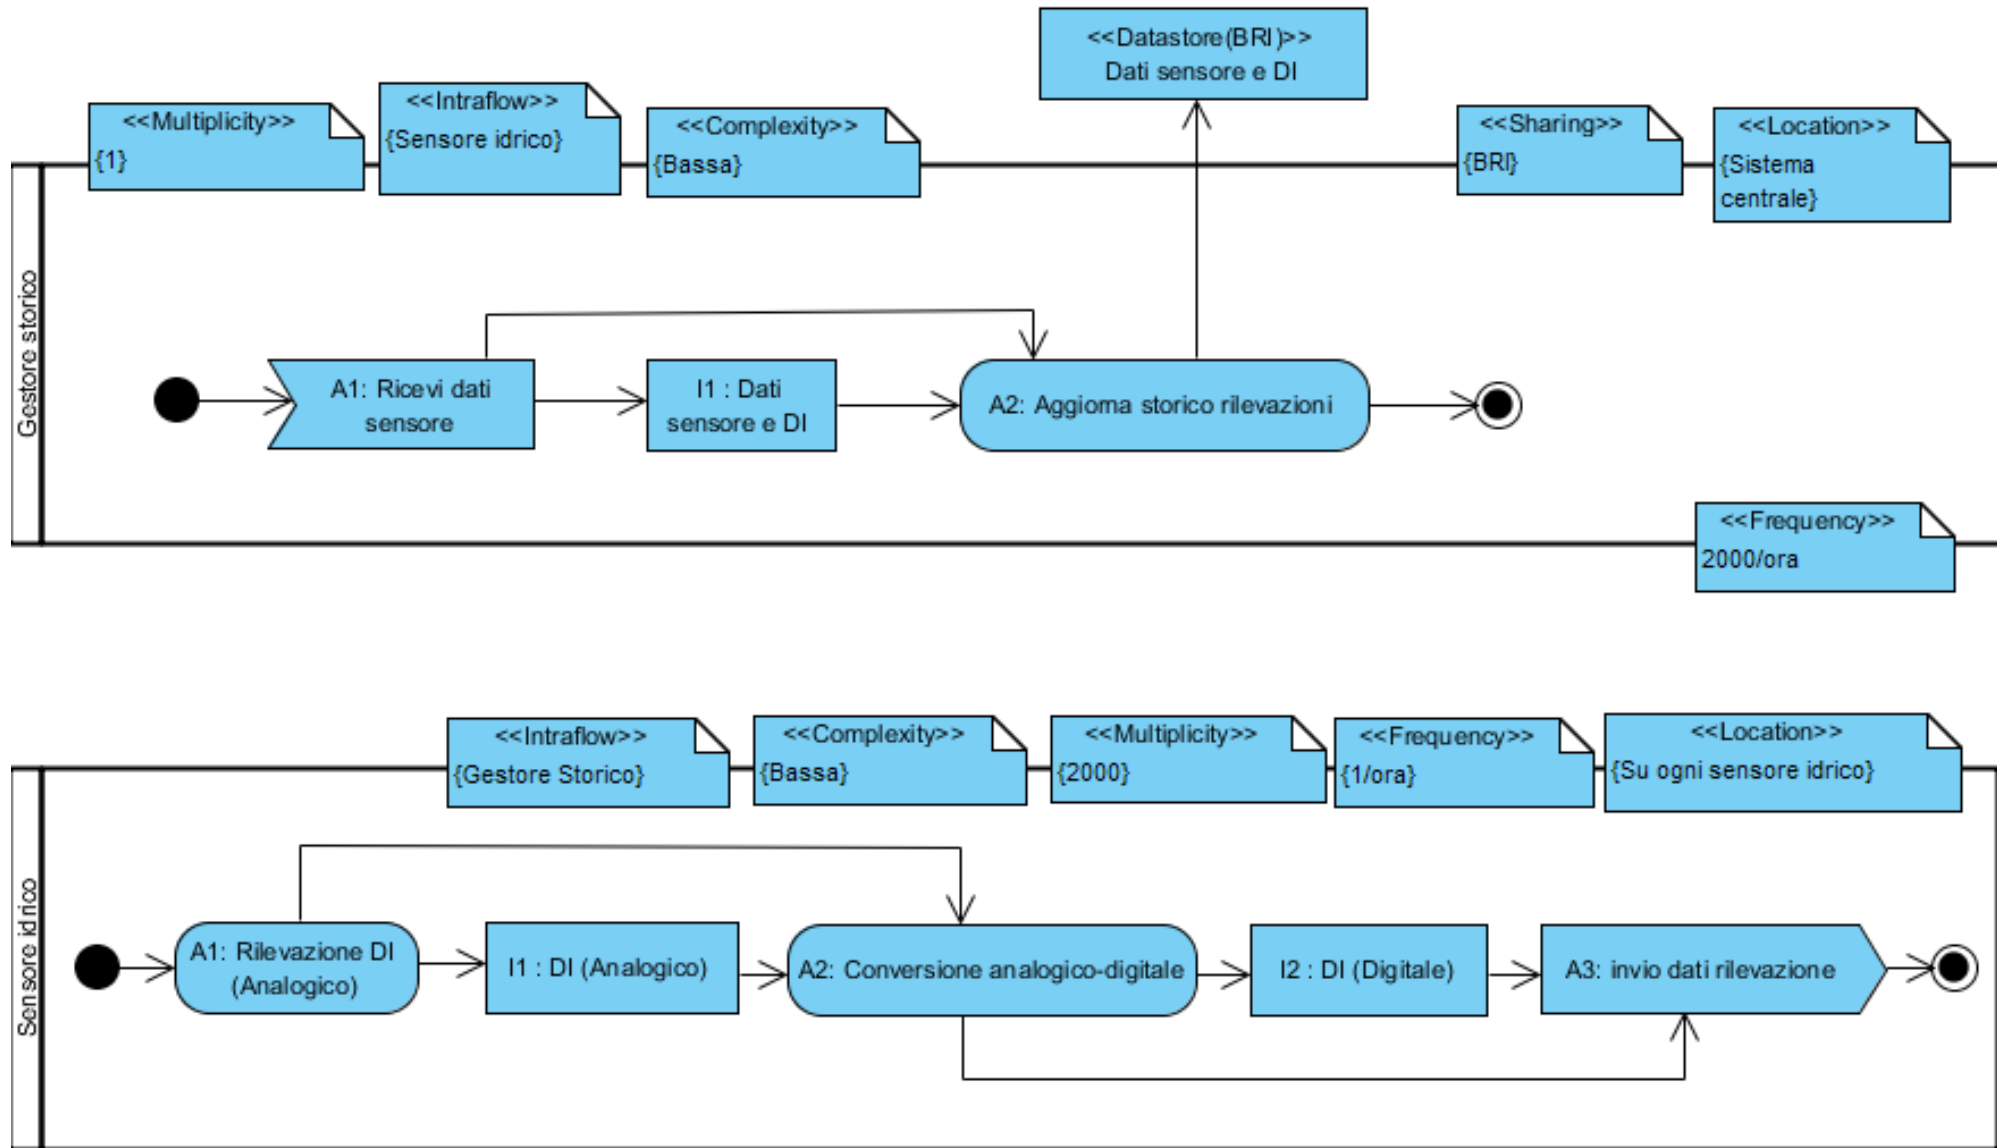 <<Datastore(BRI)>>
Dati sensore e DI
<<Multiplicity>>
{1}
<<Intraflow>>
{Sensore idrico}
<<Complexity>>
{Bassa}
<<Sharing>>
{BRI}
<<Location>>
{Sistema
centrale}
Gestore storico
A1: Ricevi dati
sensore
I1 : Dati
sensore e DI
A2: Aggiorna storico rilevazioni
<<Frequency>>
2000/ora
<<Intraflow>>
{Gestore Storico}
<<Complexity>>
{Bassa}
<<Multiplicity>>
{2000}
<<Frequency>>
{1/ora}
<<Location>>
{Su ogni sensore idrico}
Sensore idrico
A1: Rilevazione DI
(Analogico)
I1 : DI (Analogico)
A2: Conversione analogico-digitale
I2 : DI (Digitale)
A3: invio dati rilevazione